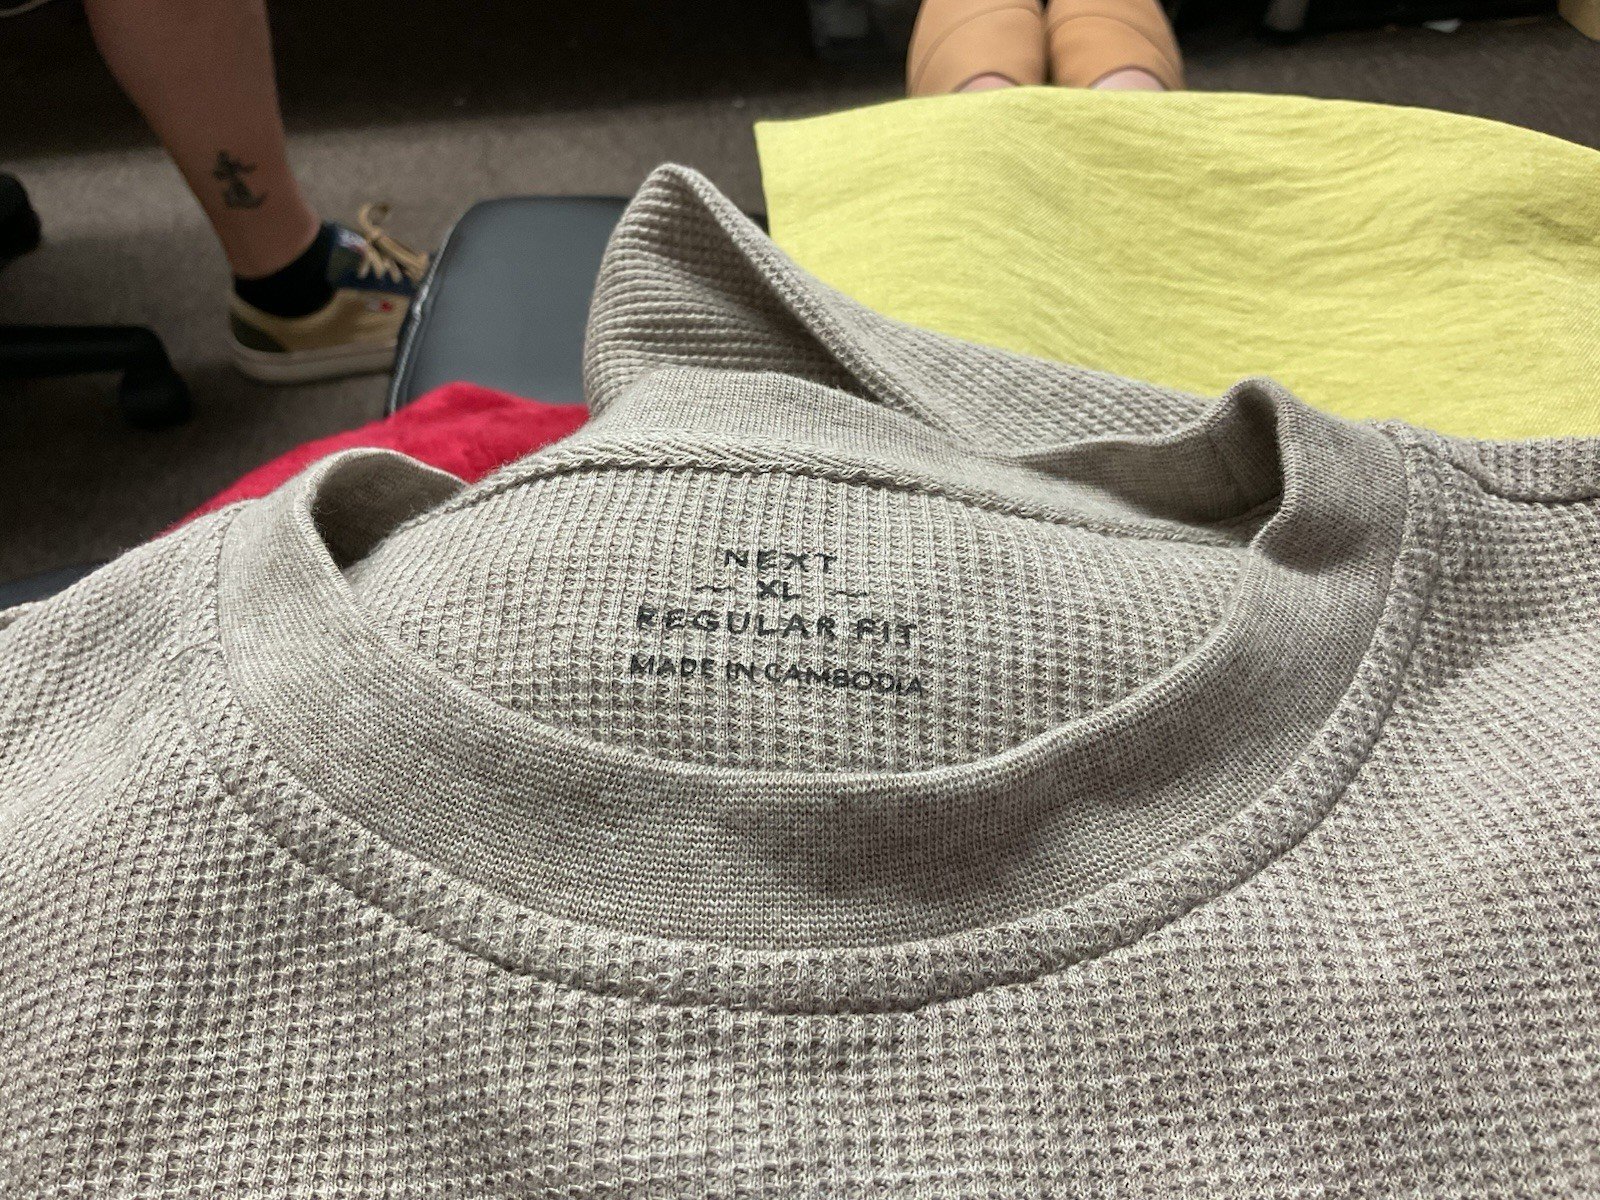 NEXT
— XL —
REGULAR FIT
MADE IN CAMBODIA